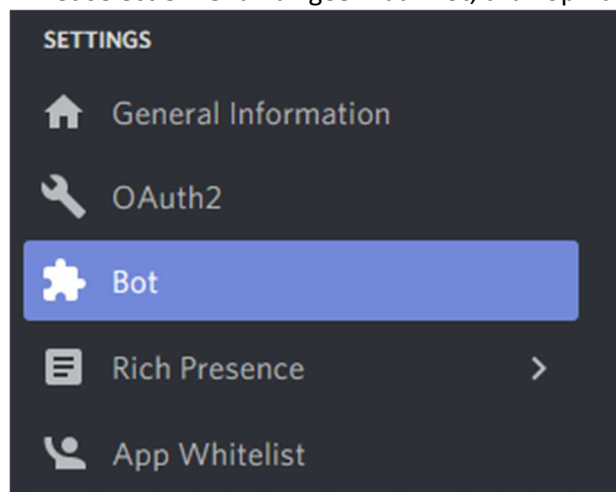 SETTINGS
General Information
OAuth2
Bot
Rich Presence
App Whitelist